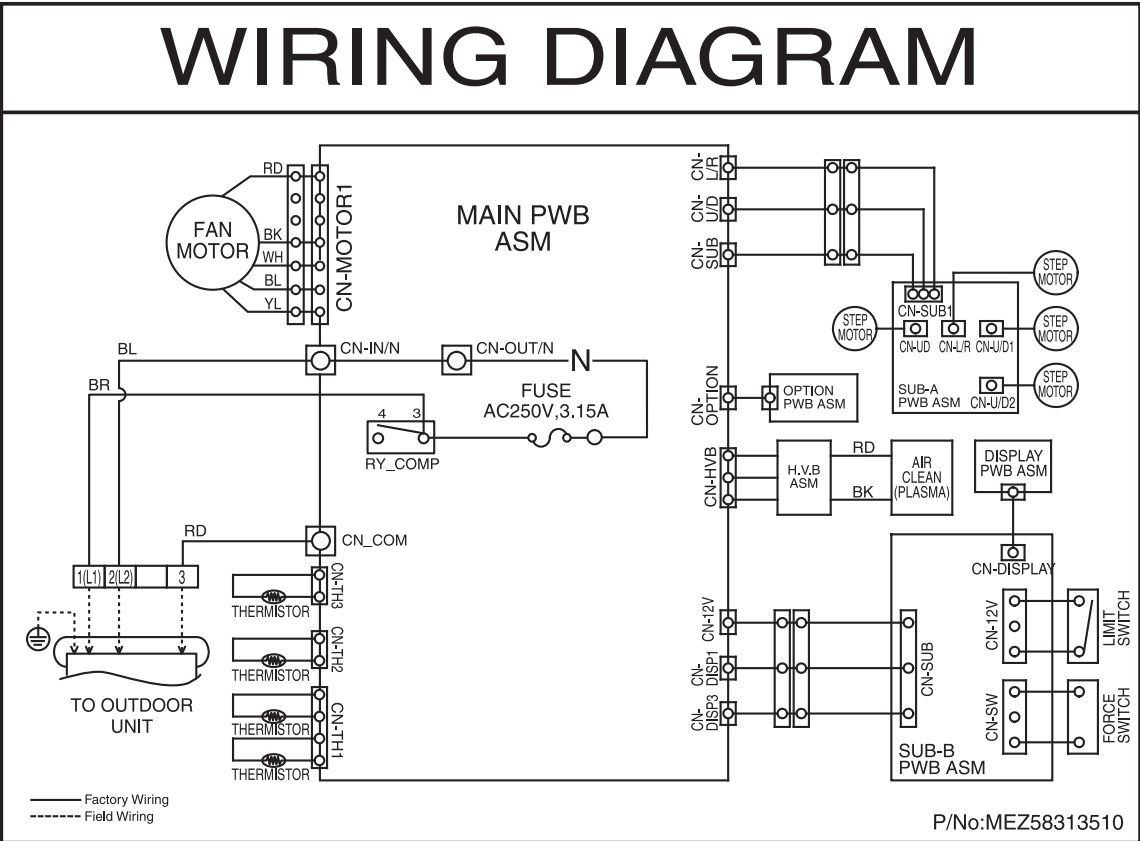 WIRING DIAGRAM
RD
FAN
MOTOR
BK
WH
BL
YL
CN-MOTOR1
MAIN PWB
ASM
CN-
L/R
CN-
U/D
CN-
SUB
STEP
MOTOR
CN-SUB1
STEP
MOTOR
CN-UD
CN-L/R
CN-U/D1
STEP
MOTOR
SUB-A
PWB ASM
CN-U/D2
STEP
MOTOR
BL
CN-IN/N
CN-OUT/N
N
BR
FUSE
AC250V,3.15A
4
3
RY_COMP
CN-
OPTION
OPTION
PWB ASM
CN-HVB
H.V.B
ASM
RD
BK
AIR
CLEAN
(PLASMA)
DISPLAY
PWB ASM
RD
CN_COM
1(L1)
2(L2)
3
TO OUTDOOR
UNIT
THERMISTOR
CN-TH3
THERMISTOR
CN-TH2
THERMISTOR
THERMISTOR
CN-TH1
CN-12V
CN-
DISP1
CN-
DISP3
CN-DISPLAY
CN-SUB
CN-12V
LIMIT
SWITCH
CN-SW
FORCE
SWITCH
SUB-B
PWB ASM
Factory Wiring
Field Wiring
P/No:MEZ58313510